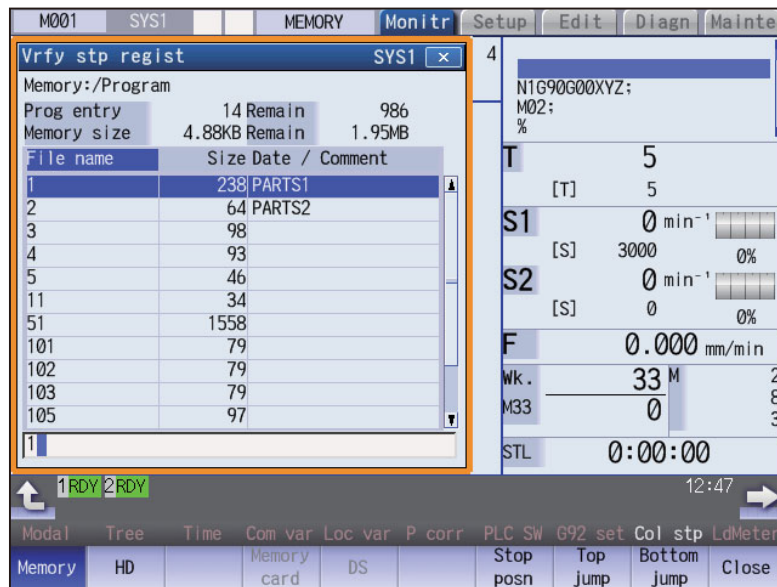 M001 SYS1 MEMORY Monitr Setup Edit Diagn Mainte
Vrfy stp regist SYS1 ×
Memory:/Program
Prog entry 14 Remain 986
Memory size 4.88KB Remain 1.95MB
File name Size Date / Comment
1 238 PARTS1
2 64 PARTS2
3 98
4 93
5 46
11 34
51 1558
101 79
102 79
103 79
105 97
1
4
N1G90G00XYZ;
M02;
%
T 5
[T] 5
S1 0 min⁻¹
[S] 3000 0%
S2 0 min⁻¹
[S] 0 0%
F 0.000 mm/min
Wk. 33 M 2
M33 0 8
3
STL 0:00:00
1RDY 2RDY 12:47
Modal Tree Time Com var Loc var P corr PLC SW G92 set Col stp LdMeter
Memory HD Memory card DS Stop posn Top jump Bottom jump Close